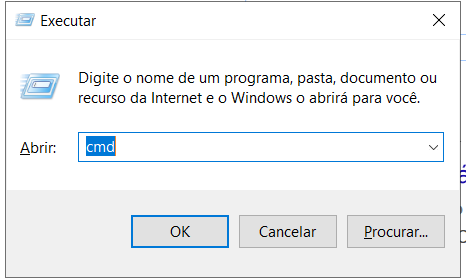 Executar
Digite o nome de um programa, pasta, documento ou
recurso da Internet e o Windows o abrirá para você.
Abrir:
cmd
OK
Cancelar
Procurar...